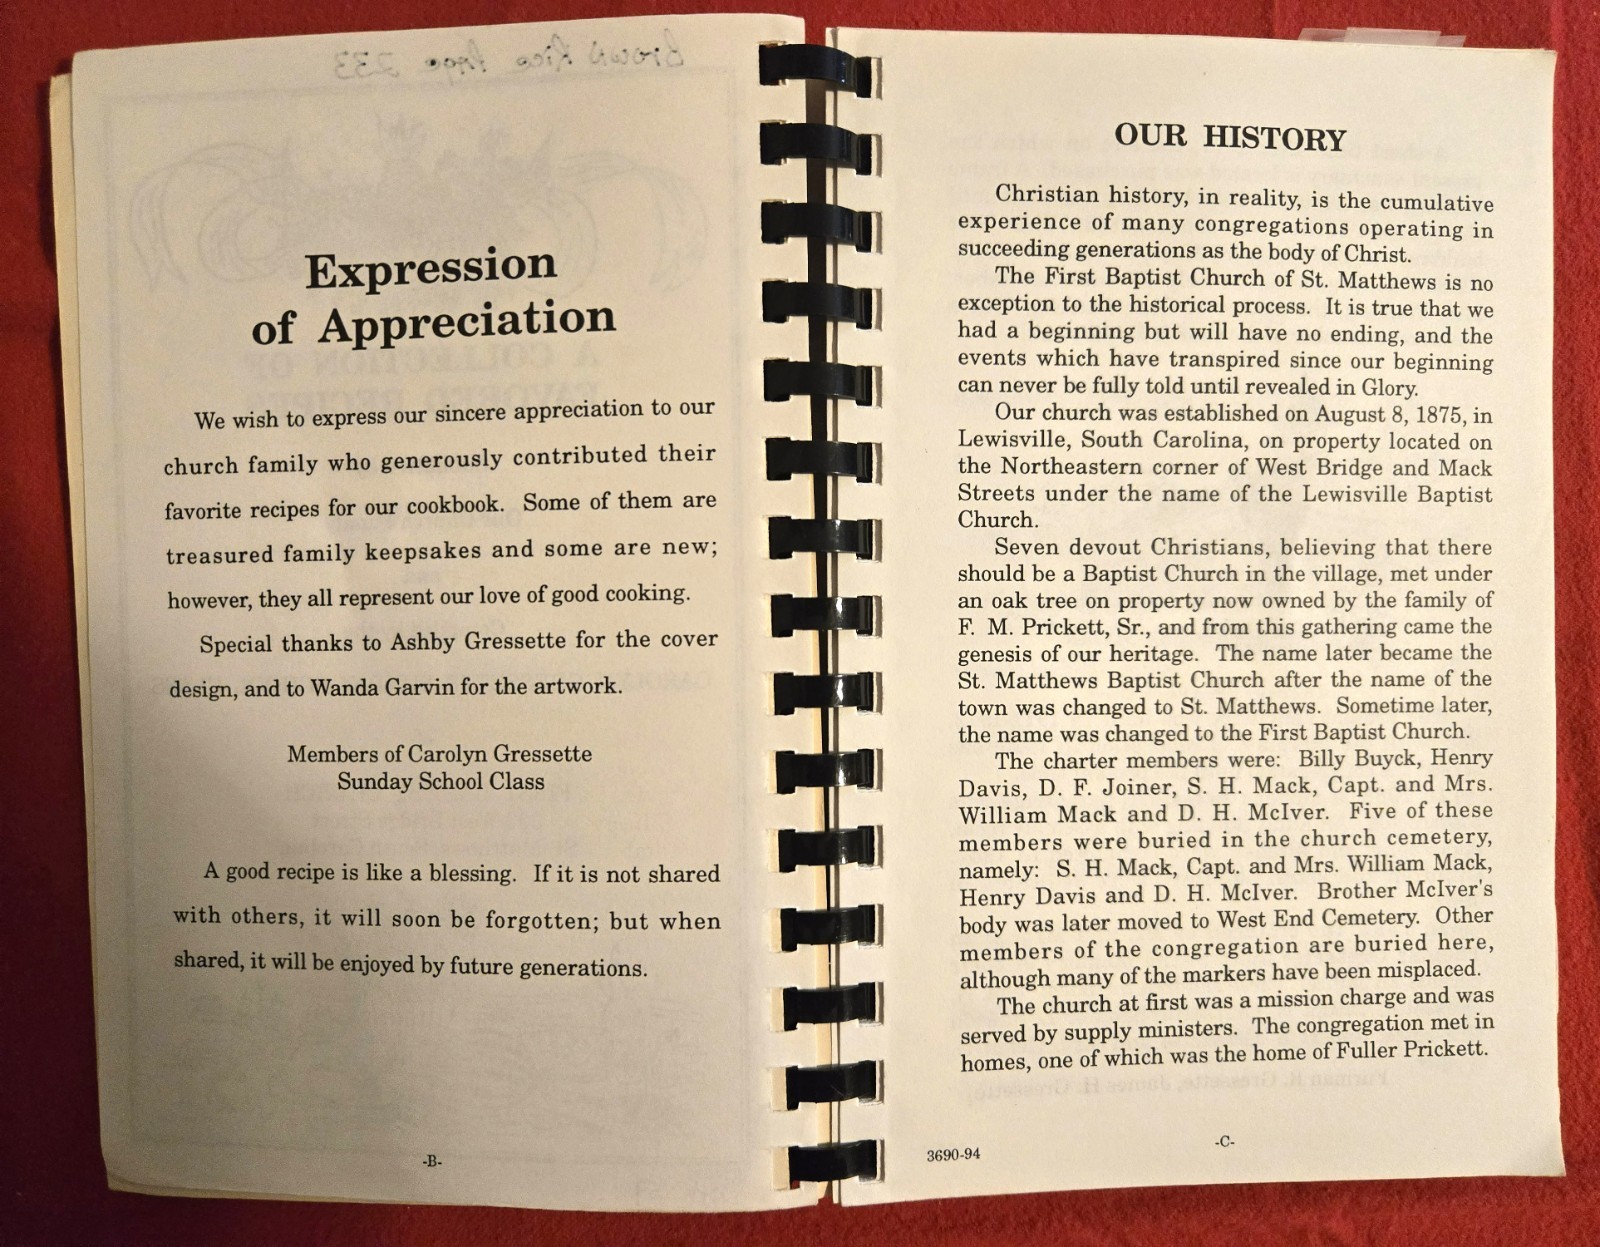 Brown Rice Page 233
Expression
of Appreciation
We wish to express our sincere appreciation to our
church family who generously contributed their
favorite recipes for our cookbook. Some of them are
treasured family keepsakes and some are new;
however, they all represent our love of good cooking.
Special thanks to Ashby Gressette for the cover
design, and to Wanda Garvin for the artwork.
Members of Carolyn Gressette
Sunday School Class
A good recipe is like a blessing. If it is not shared
with others, it will soon be forgotten; but when
shared, it will be enjoyed by future generations.
-B-
OUR HISTORY
Christian history, in reality, is the cumulative
experience of many congregations operating in
succeeding generations as the body of Christ.
The First Baptist Church of St. Matthews is no
exception to the historical process. It is true that we
had a beginning but will have no ending, and the
events which have transpired since our beginning
can never be fully told until revealed in Glory.
Our church was established on August 8, 1875, in
Lewisville, South Carolina, on property located on
the Northeastern corner of West Bridge and Mack
Streets under the name of the Lewisville Baptist
Church.
Seven devout Christians, believing that there
should be a Baptist Church in the village, met under
an oak tree on property now owned by the family of
F. M. Prickett, Sr., and from this gathering came the
genesis of our heritage. The name later became the
St. Matthews Baptist Church after the name of the
town was changed to St. Matthews. Sometime later,
the name was changed to the First Baptist Church.
The charter members were: Billy Buyck, Henry
Davis, D. F. Joiner, S. H. Mack, Capt. and Mrs.
William Mack and D. H. McIver. Five of these
members were buried in the church cemetery,
namely: S. H. Mack, Capt. and Mrs. William Mack,
Henry Davis and D. H. McIver. Brother McIver's
body was later moved to West End Cemetery. Other
members of the congregation are buried here,
although many of the markers have been misplaced.
The church at first was a mission charge and was
served by supply ministers. The congregation met in
homes, one of which was the home of Fuller Prickett.
-C-
3690-94